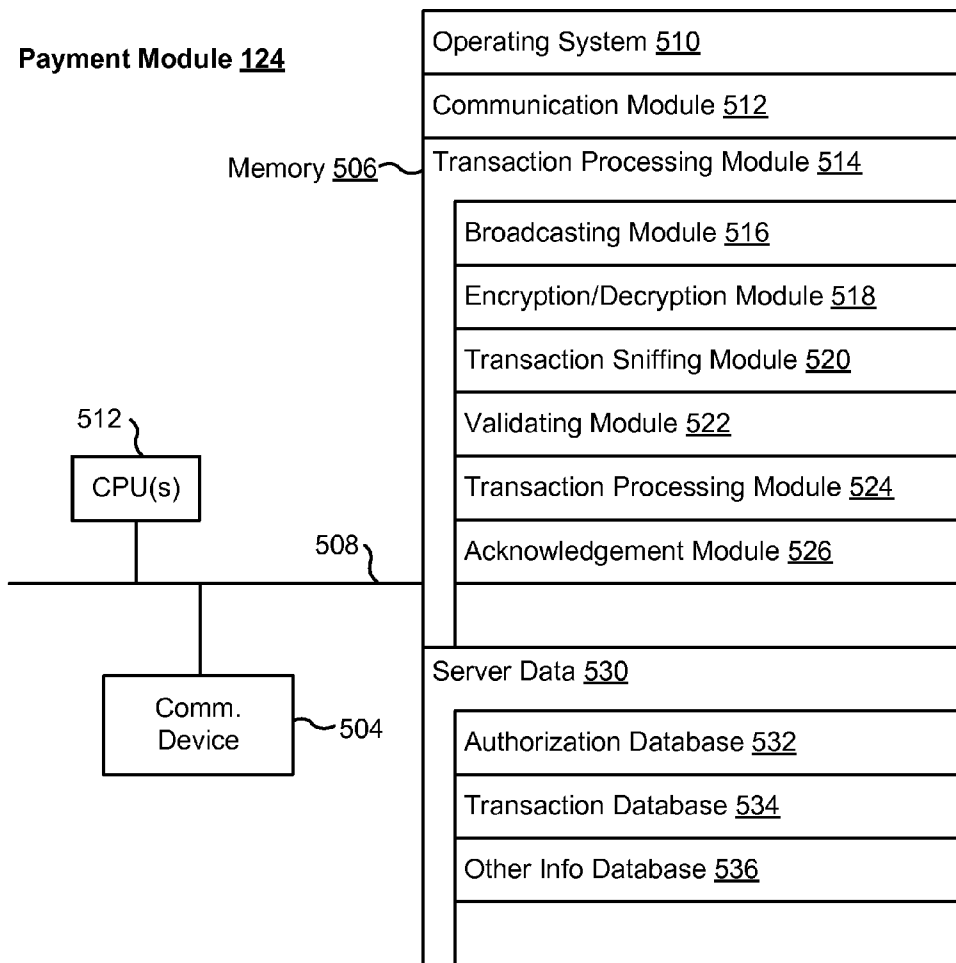 Payment Module 124
Operating System 510
Communication Module 512
Memory 506
Transaction Processing Module 514
Broadcasting Module 516
Encryption/Decryption Module 518
Transaction Sniffing Module 520
Validating Module 522
Transaction Processing Module 524
Acknowledgement Module 526
512
CPU(s)
508
Comm.
Device
504
Server Data 530
Authorization Database 532
Transaction Database 534
Other Info Database 536